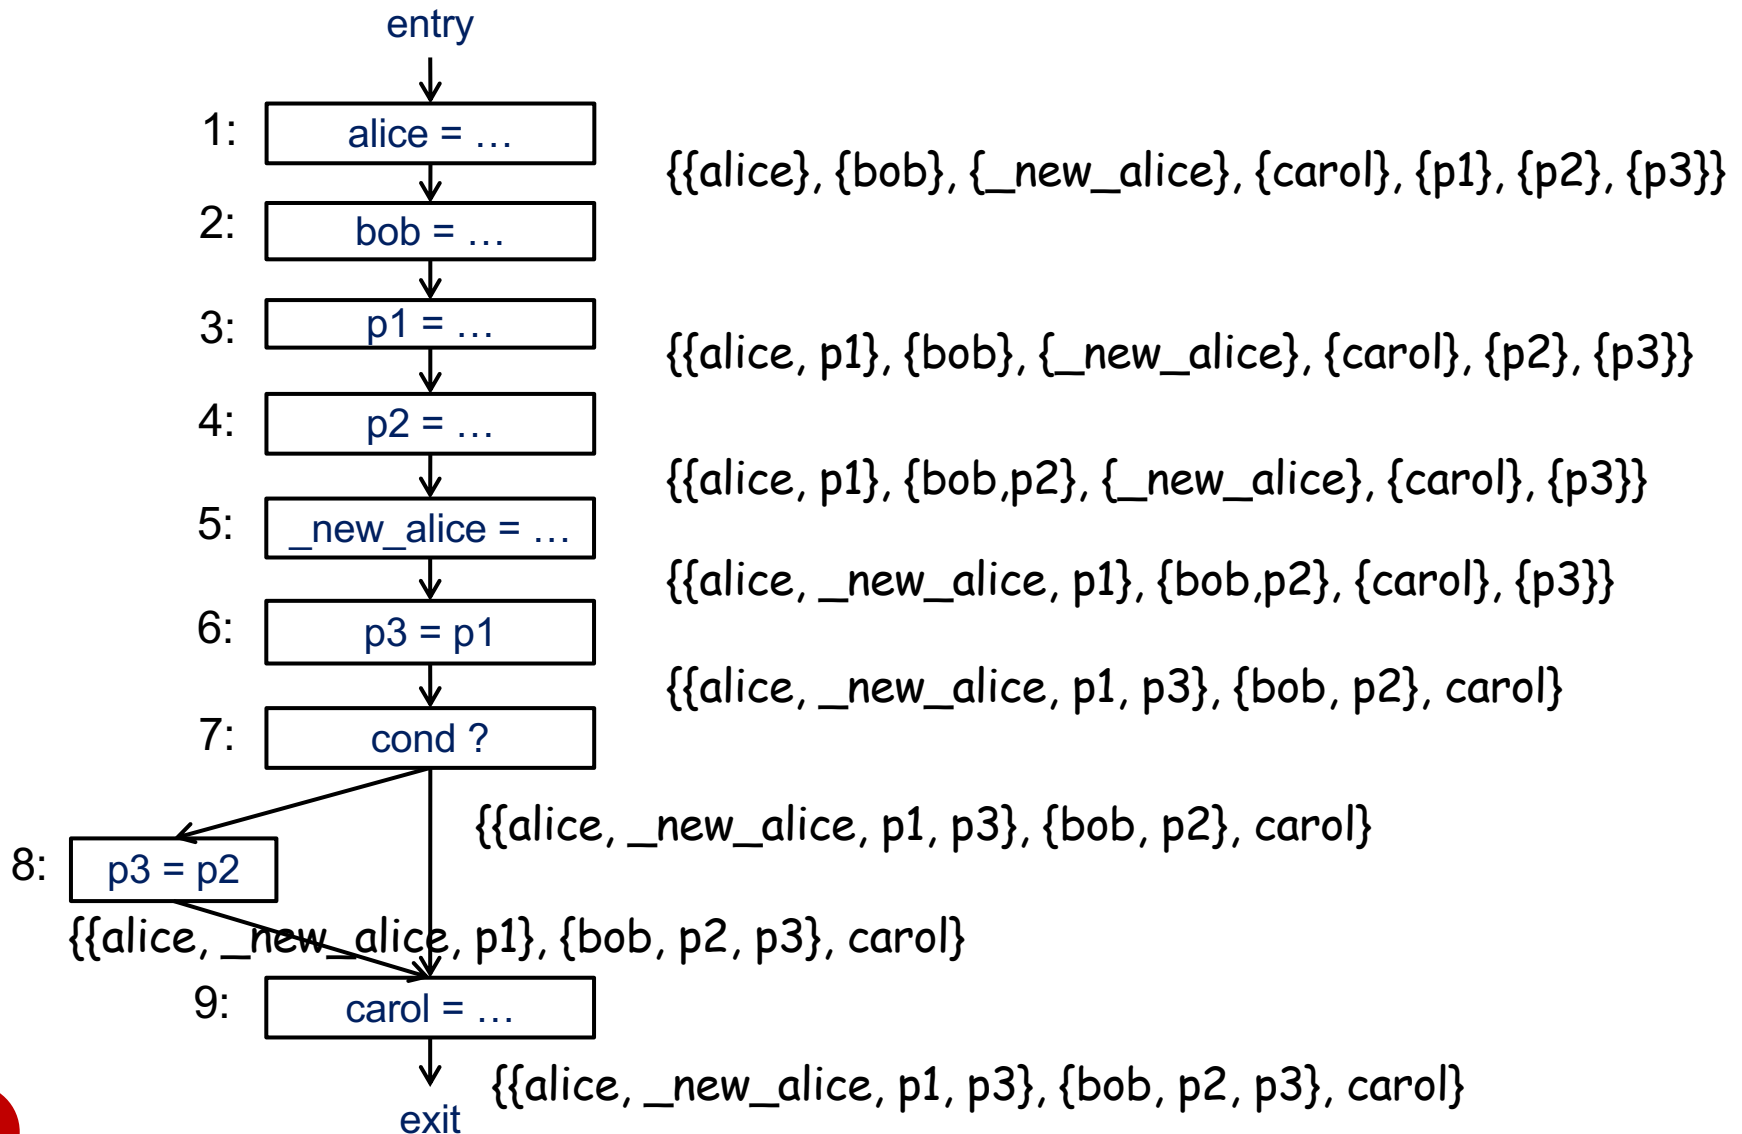 entry
1: alice = …
{{alice}, {bob}, {_new_alice}, {carol}, {p1}, {p2}, {p3}}
2: bob = …
3: p1 = …
{{alice, p1}, {bob}, {_new_alice}, {carol}, {p2}, {p3}}
4: p2 = …
{{alice, p1}, {bob,p2}, {_new_alice}, {carol}, {p3}}
5: _new_alice = …
{{alice, _new_alice, p1}, {bob,p2}, {carol}, {p3}}
6: p3 = p1
{{alice, _new_alice, p1, p3}, {bob, p2}, carol}
7: cond ?
{{alice, _new_alice, p1, p3}, {bob, p2}, carol}
8: p3 = p2
{{alice, _new_alice, p1}, {bob, p2, p3}, carol}
9: carol = …
{{alice, _new_alice, p1, p3}, {bob, p2, p3}, carol}
exit